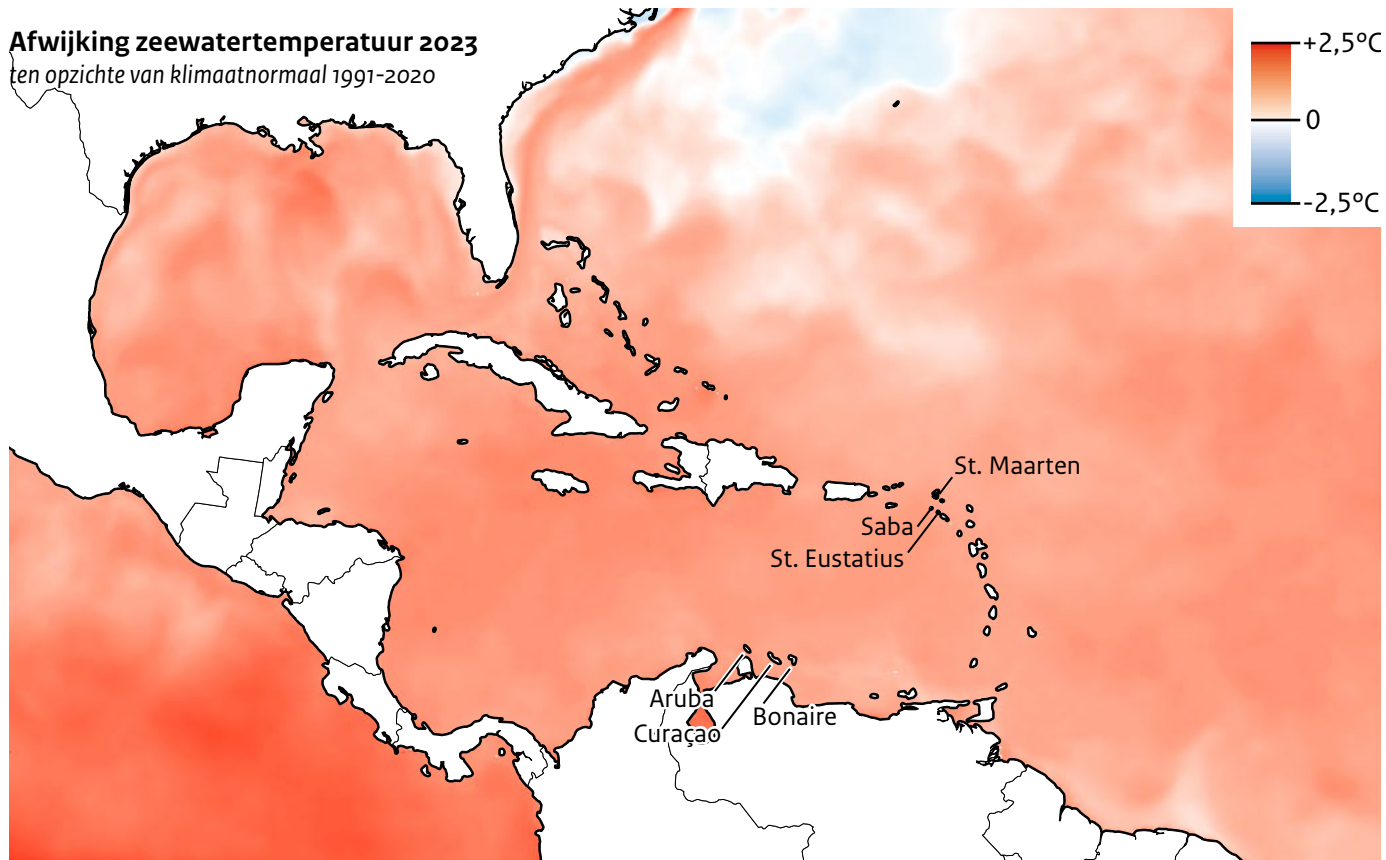 Afwijking zeewatertemperatuur 2023
ten opzichte van klimaatnormaal 1991-2020
+2,5°C
0
-2,5°C
St. Maarten
Saba
St. Eustatius
Aruba
Bonaire
Curaçao